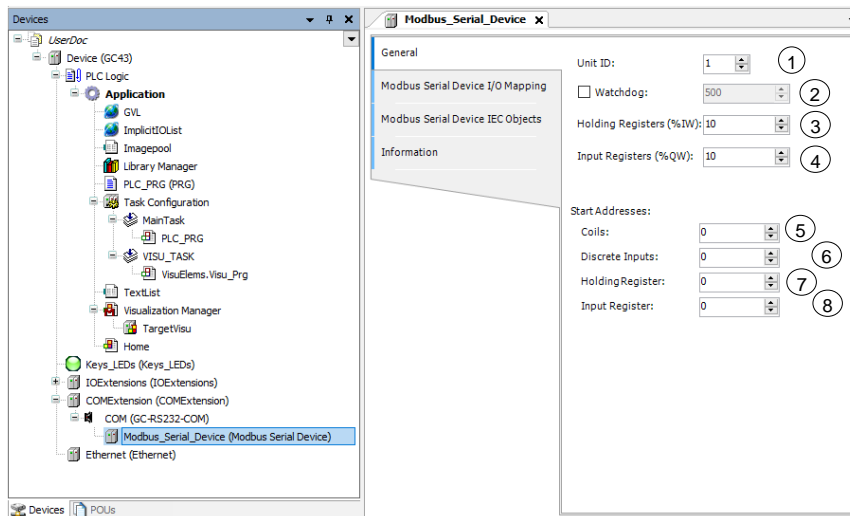 Devices
UserDoc
Device (GC43)
PLC Logic
Application
GVL
ImplicitIOList
Imagepool
Library Manager
PLC_PRG (PRG)
Task Configuration
MainTask
PLC_PRG
VISU_TASK
VisuElems.Visu_Prg
TextList
Visualization Manager
TargetVisu
Home
Keys_LEDs (Keys_LEDs)
IOExtensions (IOExtensions)
COMExtension (COMExtension)
COM (GC-RS232-COM)
Modbus_Serial_Device (Modbus Serial Device)
Ethernet (Ethernet)
Devices POUs
Modbus_Serial_Device
General
Modbus Serial Device I/O Mapping
Modbus Serial Device IEC Objects
Information
Unit ID: 1 1
Watchdog: 500 2
Holding Registers (%IW): 10 3
Input Registers (%QW): 10 4
Start Addresses:
Coils: 0 5
Discrete Inputs: 0 6
Holding Register: 0 7
Input Register: 0 8